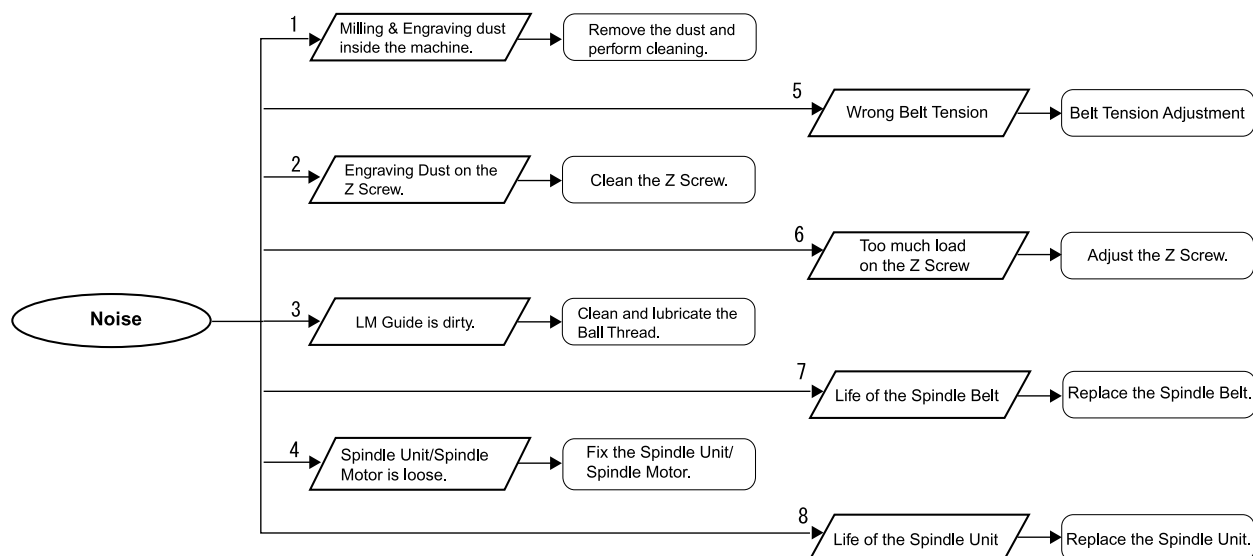 1
Milling & Engraving dust
inside the machine.
Remove the dust and
perform cleaning.
5
Wrong Belt Tension
Belt Tension Adjustment
2
Engraving Dust on the
Z Screw.
Clean the Z Screw.
6
Too much load
on the Z Screw
Adjust the Z Screw.
Noise
3
LM Guide is dirty.
Clean and lubricate the
Ball Thread.
7
Life of the Spindle Belt
Replace the Spindle Belt.
4
Spindle Unit/Spindle
Motor is loose.
Fix the Spindle Unit/
Spindle Motor.
8
Life of the Spindle Unit
Replace the Spindle Unit.